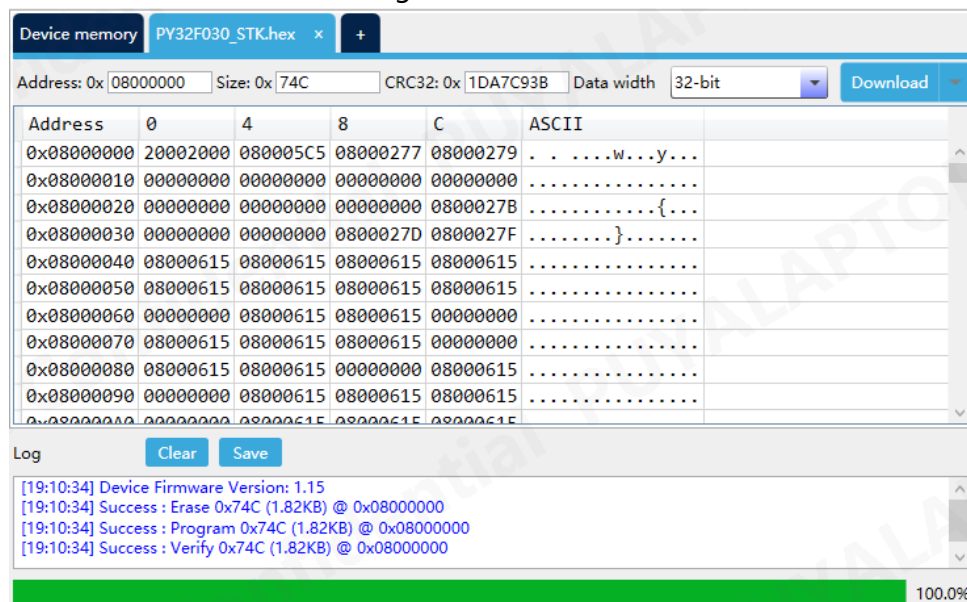 Device memory PY32F030_STK.hex × +
Address: 0x 08000000 Size: 0x 74C CRC32: 0x 1DA7C93B Data width 32-bit Download
Address 0 4 8 C ASCII
0x08000000 20002000 080005C5 08000277 08000279 . . ....w...y...
0x08000010 00000000 00000000 00000000 00000000 ................
0x08000020 00000000 00000000 00000000 0800027B ............{...
0x08000030 00000000 00000000 0800027D 0800027F ........}.......
0x08000040 08000615 08000615 08000615 08000615 ................
0x08000050 08000615 08000615 08000615 08000615 ................
0x08000060 00000000 08000615 08000615 00000000 ................
0x08000070 08000615 08000615 08000615 00000000 ................
0x08000080 08000615 08000615 00000000 08000615 ................
0x08000090 00000000 08000615 08000615 08000615 ................
0x080000A0 00000000 08000615 08000615 08000615
Log Clear Save
[19:10:34] Device Firmware Version: 1.15
[19:10:34] Success : Erase 0x74C (1.82KB) @ 0x08000000
[19:10:34] Success : Program 0x74C (1.82KB) @ 0x08000000
[19:10:34] Success : Verify 0x74C (1.82KB) @ 0x08000000
100.0%